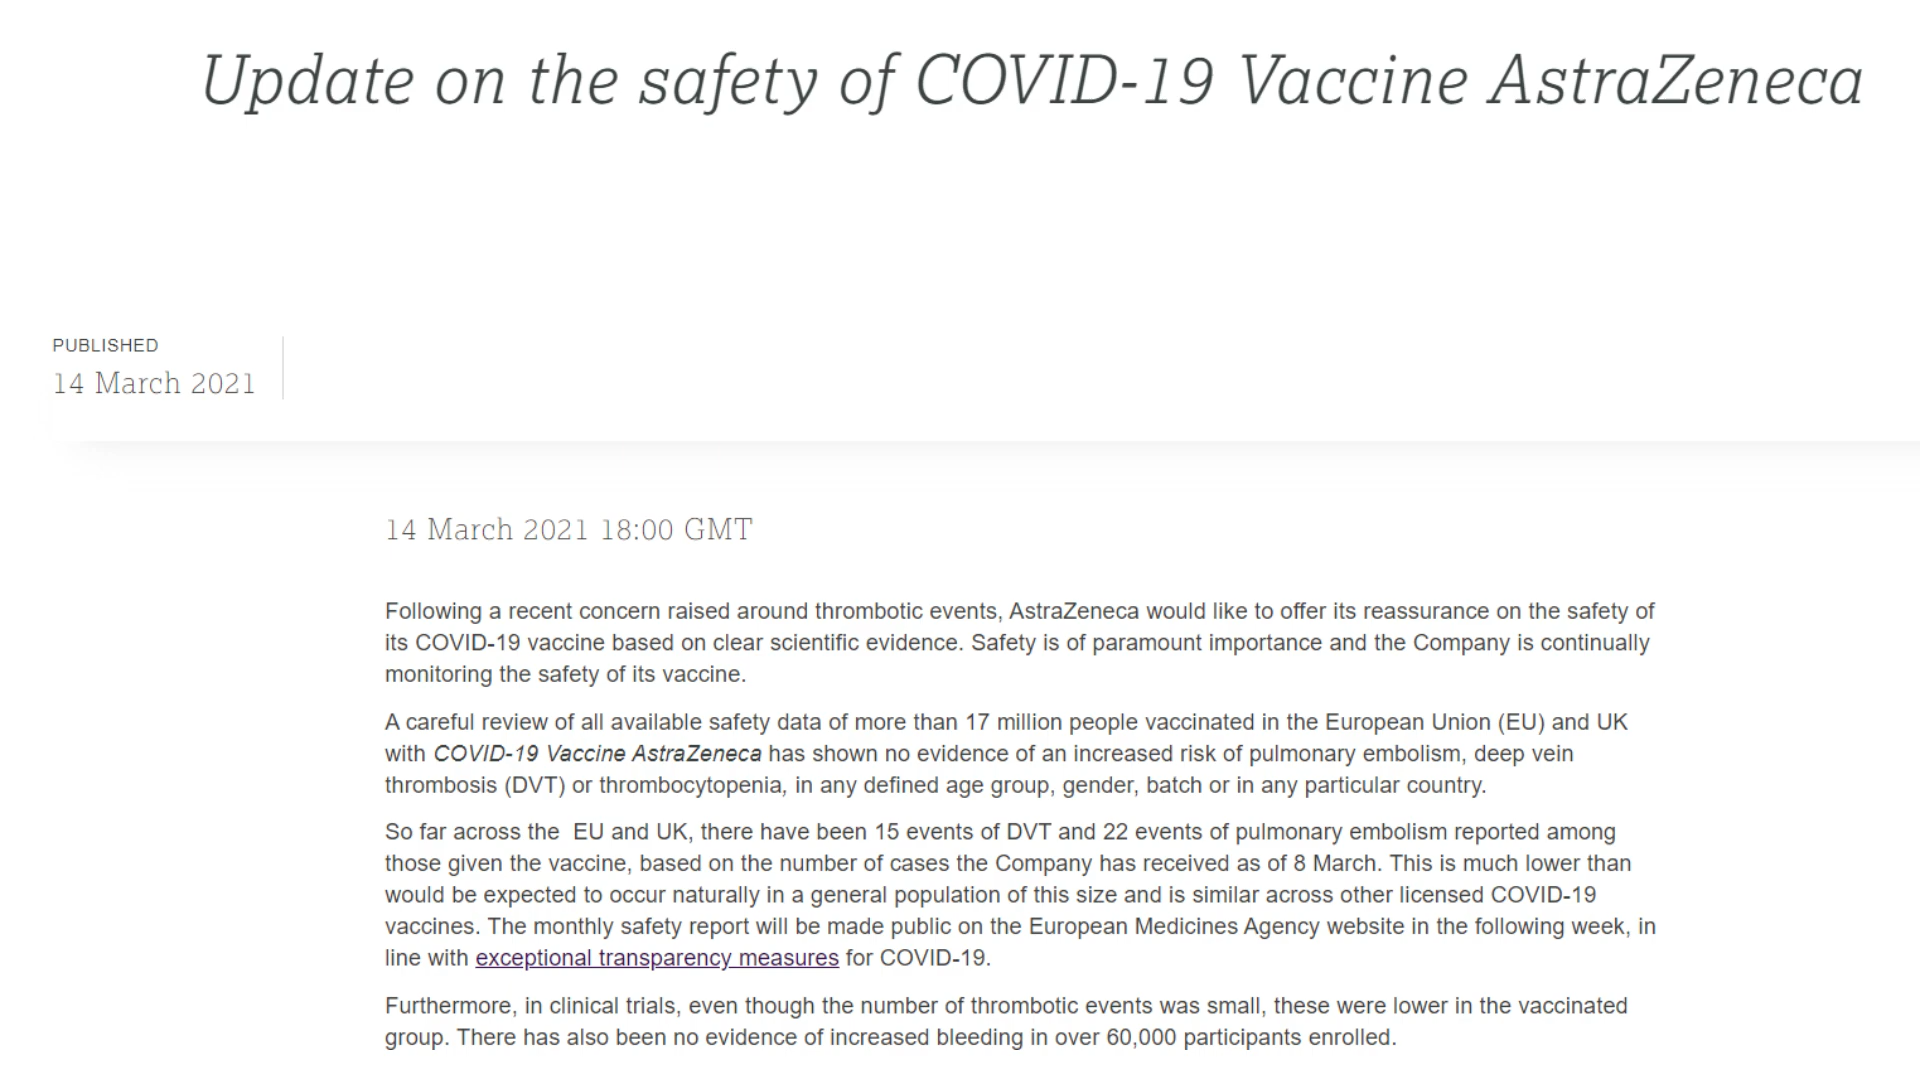 Update on the safety of COVID-19 Vaccine AstraZeneca
PUBLISHED
14 March 2021
14 March 2021 18:00 GMT
Following a recent concern raised around thrombotic events, AstraZeneca would like to offer its reassurance on the safety of
its COVID-19 vaccine based on clear scientific evidence. Safety is of paramount importance and the Company is continually
monitoring the safety of its vaccine.
A careful review of all available safety data of more than 17 million people vaccinated in the European Union (EU) and UK
with COVID-19 Vaccine AstraZeneca has shown no evidence of an increased risk of pulmonary embolism, deep vein
thrombosis (DVT) or thrombocytopenia, in any defined age group, gender, batch or in any particular country.
So far across the  EU and UK, there have been 15 events of DVT and 22 events of pulmonary embolism reported among
those given the vaccine, based on the number of cases the Company has received as of 8 March. This is much lower than
would be expected to occur naturally in a general population of this size and is similar across other licensed COVID-19
vaccines. The monthly safety report will be made public on the European Medicines Agency website in the following week, in
line with exceptional transparency measures for COVID-19.
Furthermore, in clinical trials, even though the number of thrombotic events was small, these were lower in the vaccinated
group. There has also been no evidence of increased bleeding in over 60,000 participants enrolled.